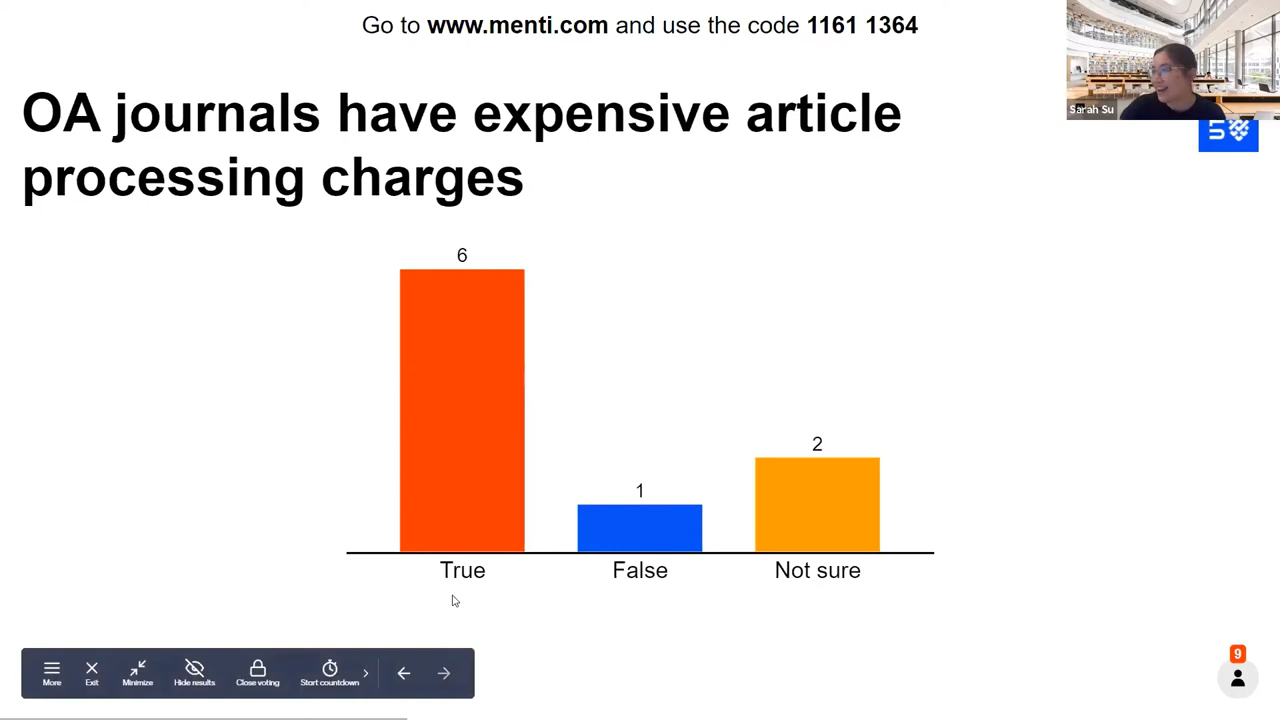 Go to www.menti.com and use the code 1161 1364
Sarah Su
OA journals have expensive article
processing charges
6
1
2
True
False
Not sure
More
Exit
Minimize
Hide results
Close voting
Start countdown
9